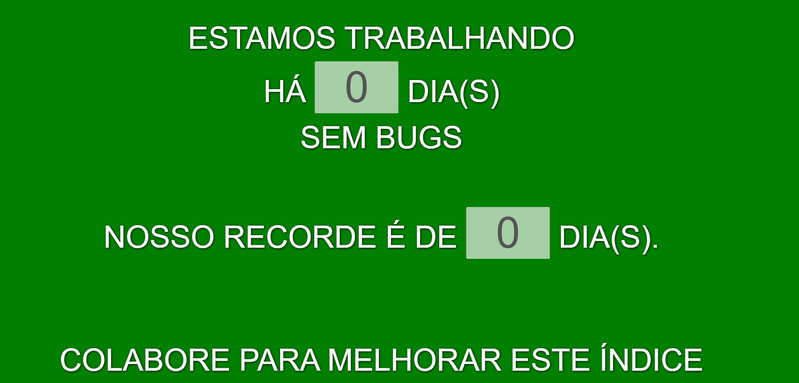 ESTAMOS TRABALHANDO
HÁ 0 DIA(S)
SEM BUGS
NOSSO RECORDE É DE 0 DIA(S).
COLABORE PARA MELHORAR ESTE ÍNDICE